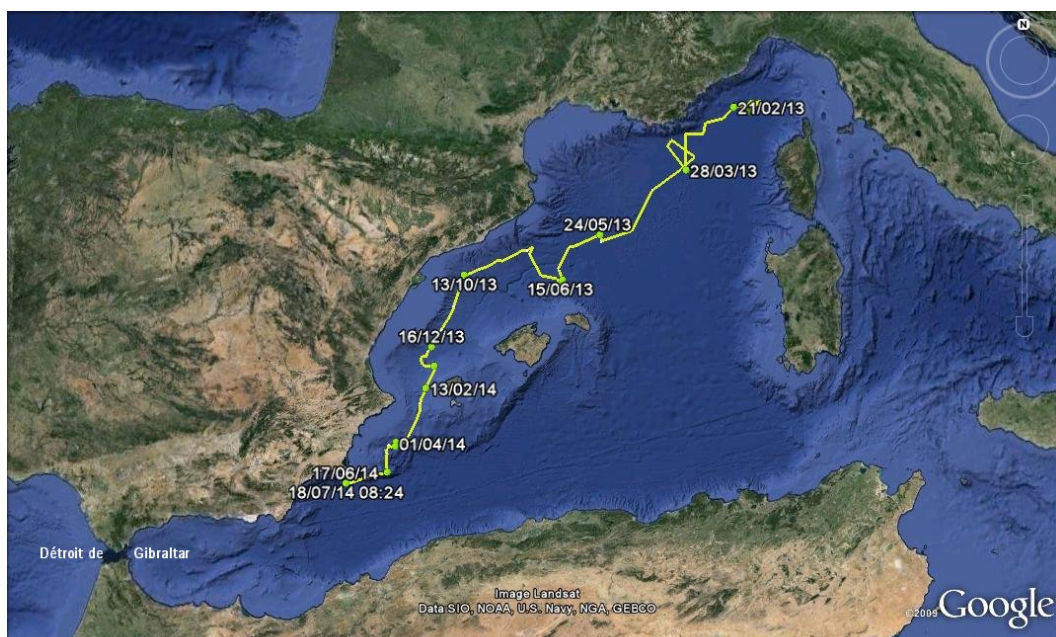 N
21/02/13
28/03/13
24/05/13
13/10/13
15/06/13
16/12/13
13/02/14
01/04/14
17/06/14
18/07/14 08:24
Détroit de Gibraltar
Image Landsat
Data SIO, NOAA, U.S. Navy, NGA, GEBCO
©2009 Google